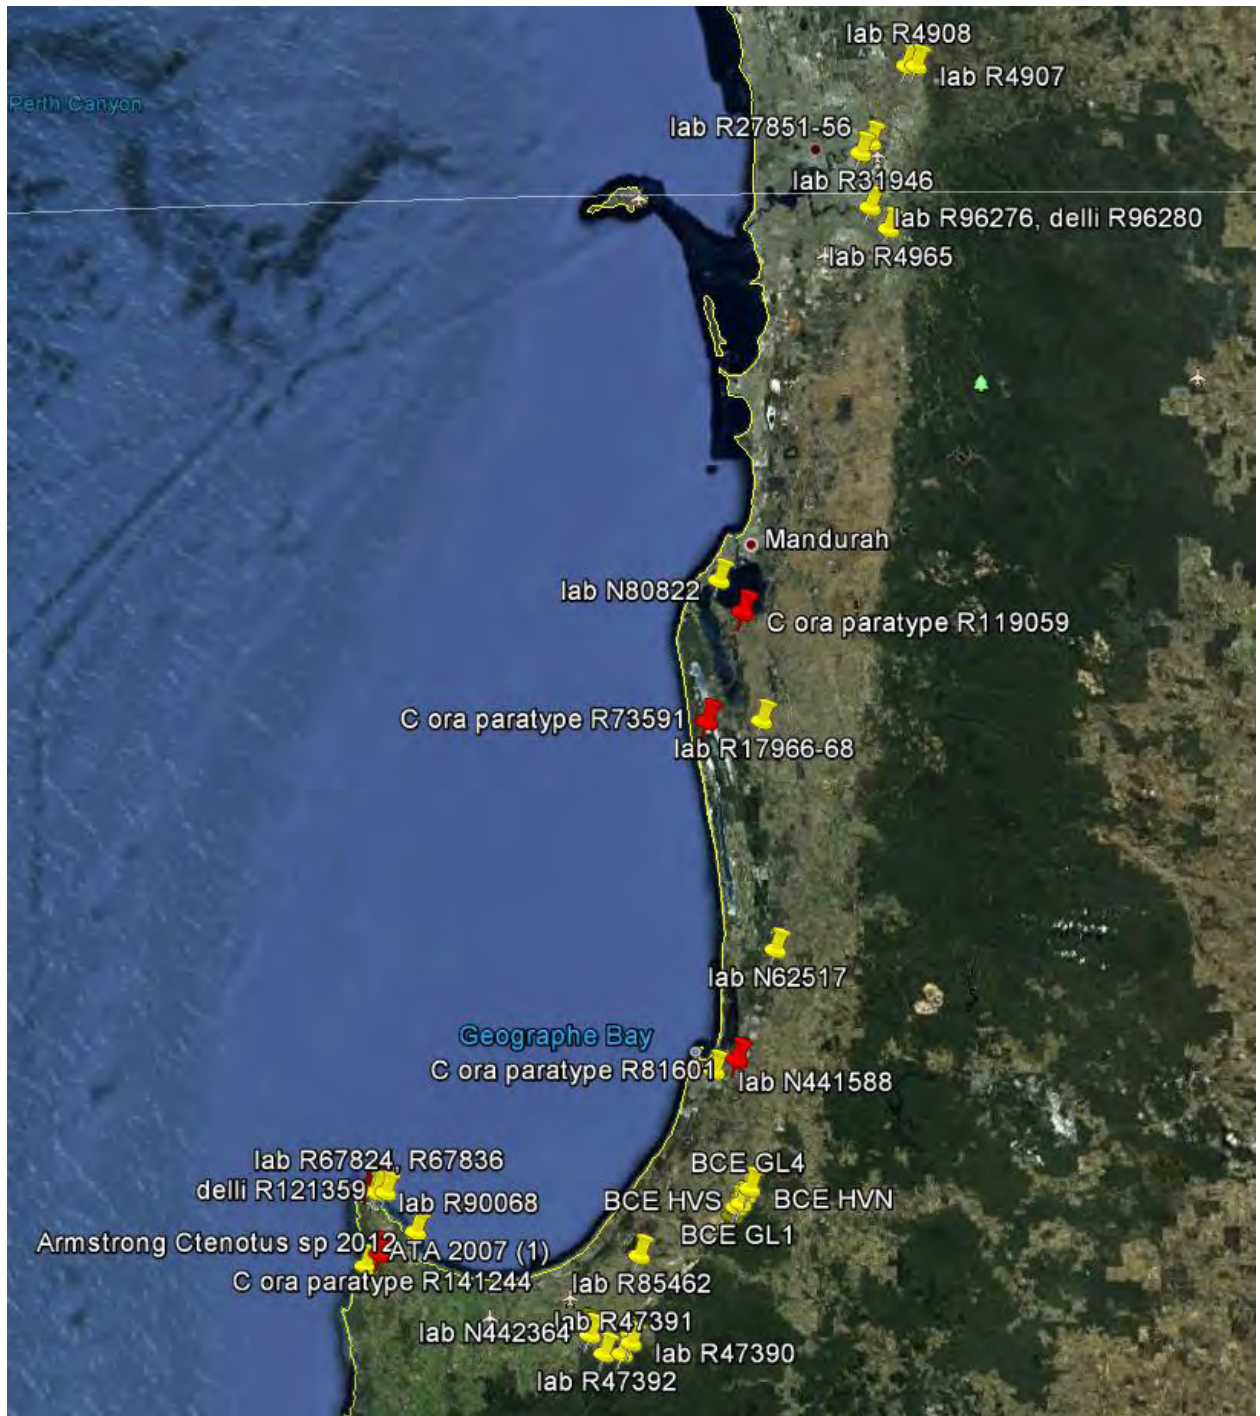 lab R4908
lab R4907
Perth Canyon
lab R27851-56
lab R31946
lab R96276, delli R96280
lab R4965
Mandurah
lab N80822
C ora paratype R119059
C ora paratype R73591
lab R17966-68
lab N62517
Geographe Bay
C ora paratype R81601
lab N441588
lab R67824, R67836
BCE GL4
delli R121359
lab R90068
BCE HVS
BCE HVN
BCE GL1
Armstrong Ctenotus sp 2012
ATA 2007 (1)
C ora paratype R141244
lab R85462
lab R47391
lab N442364
lab R47390
lab R47392